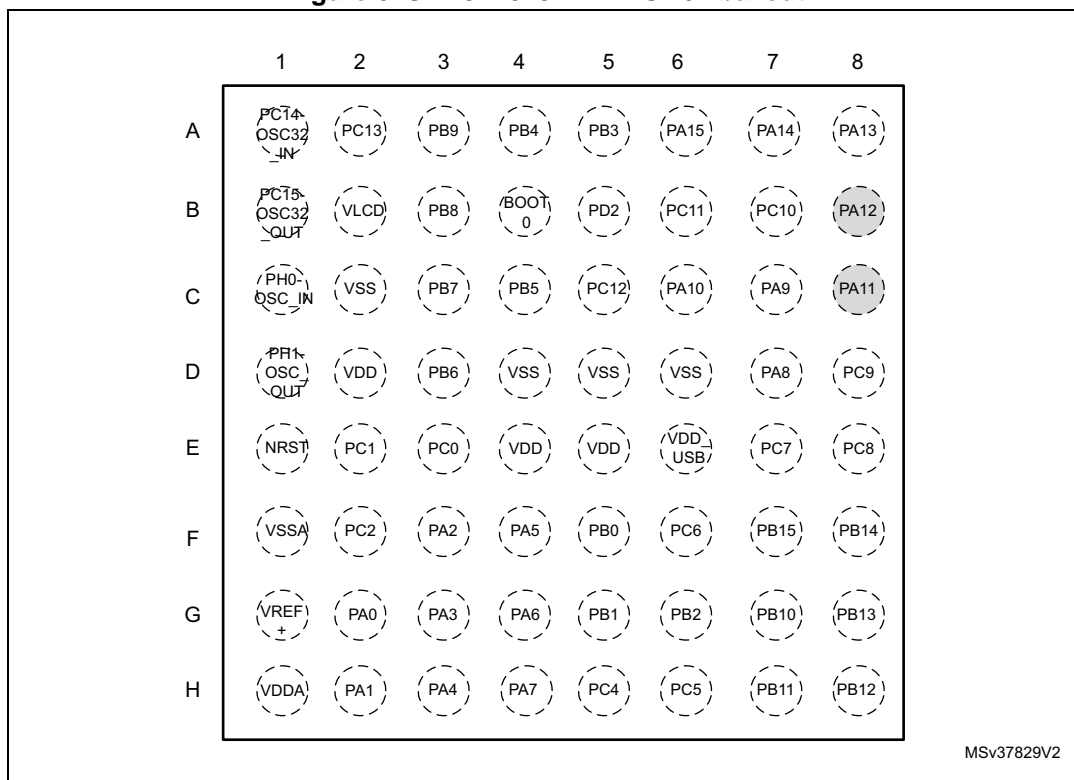 1 2 3 4 5 6 7 8
A PC14-OSC32_IN PC13 PB9 PB4 PB3 PA15 PA14 PA13
B PC15-OSC32_OUT VLCD PB8 BOOT0 PD2 PC11 PC10 PA12
C PH0-OSC_IN VSS PB7 PB5 PC12 PA10 PA9 PA11
D PH1-OSC_OUT VDD PB6 VSS VSS VSS PA8 PC9
E NRST PC1 PC0 VDD VDD VDD_USB PC7 PC8
F VSSA PC2 PA2 PA5 PB0 PC6 PB15 PB14
G VREF+ PA0 PA3 PA6 PB1 PB2 PB10 PB13
H VDDA PA1 PA4 PA7 PC4 PC5 PB11 PB12
MSv37829V2